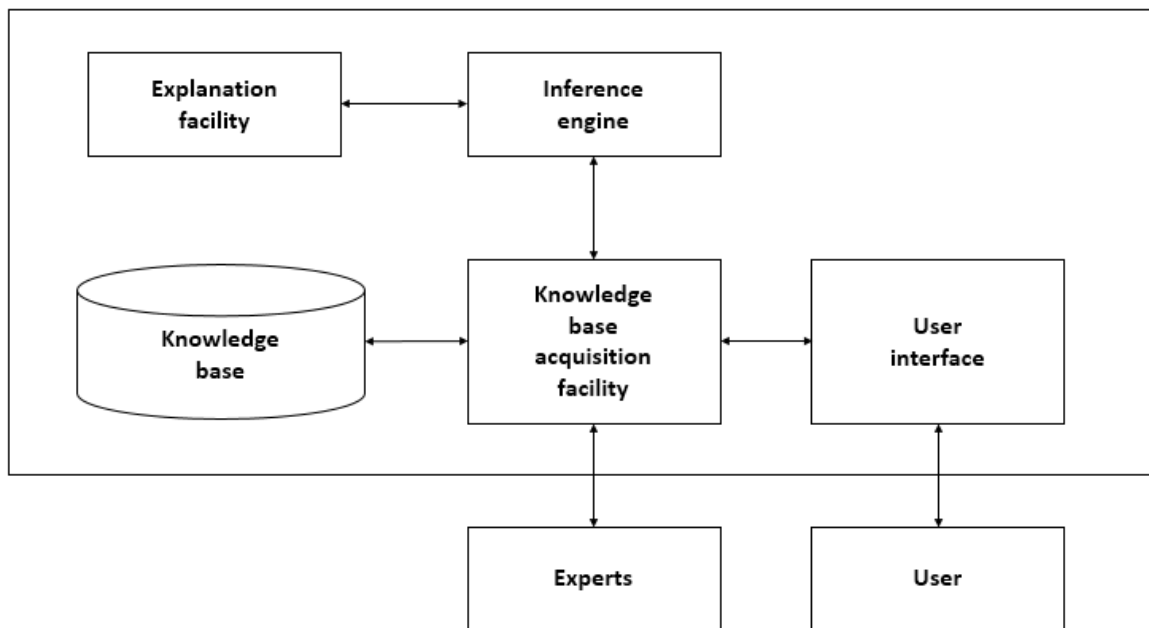 Explanation
facility
Inference
engine
Knowledge
base
Knowledge
base
acquisition
facility
User
interface
Experts
User